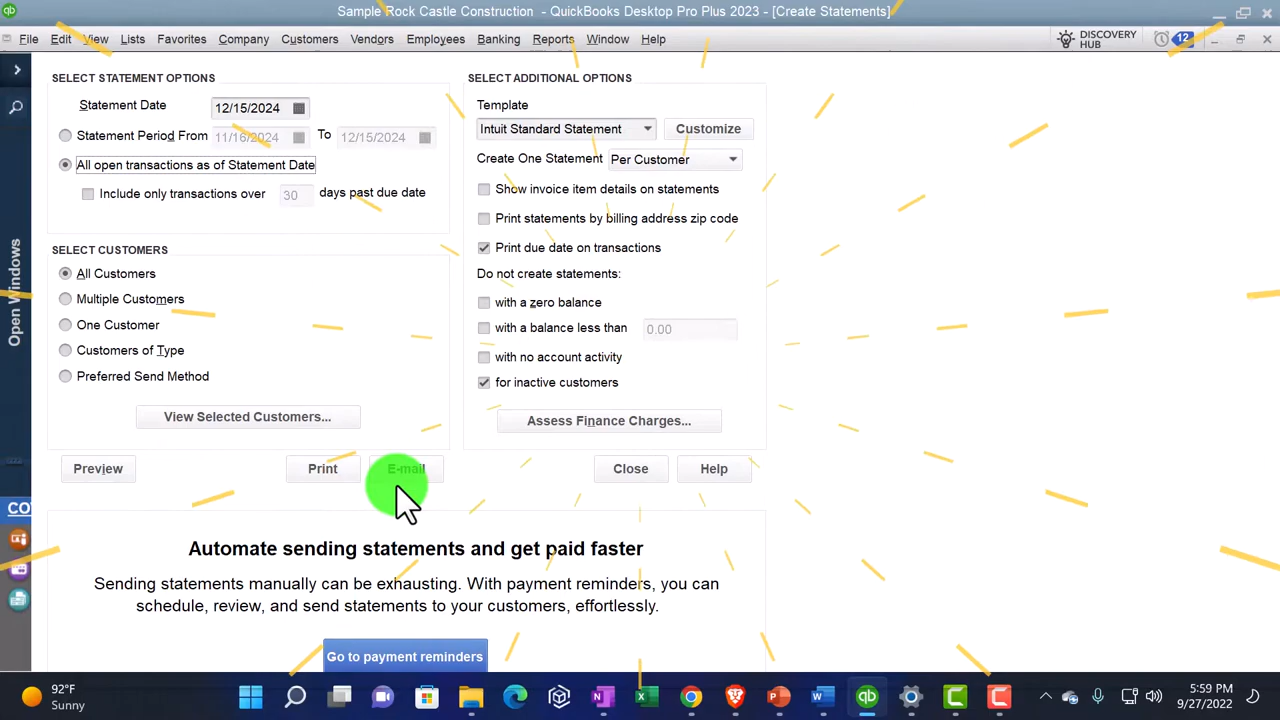 Sample Rock Castle Construction - QuickBooks Desktop Pro Plus 2023 - [Create Statements]
File Edit View Lists Favorites Company Customers Vendors Employees Banking Reports Window Help
DISCOVERY
HUB
12
Open Windows
SELECT STATEMENT OPTIONS
Statement Date 12/15/2024
Statement Period From 11/16/2024 To 12/15/2024
All open transactions as of Statement Date
Include only transactions over 30 days past due date
SELECT CUSTOMERS
All Customers
Multiple Customers
One Customer
Customers of Type
Preferred Send Method
View Selected Customers...
SELECT ADDITIONAL OPTIONS
Template
Intuit Standard Statement Customize
Create One Statement Per Customer
Show invoice item details on statements
Print statements by billing address zip code
Print due date on transactions
Do not create statements:
with a zero balance
with a balance less than 0.00
with no account activity
for inactive customers
Assess Finance Charges...
Preview Print E-mail Close Help
Automate sending statements and get paid faster
Sending statements manually can be exhausting. With payment reminders, you can
schedule, review, and send statements to your customers, effortlessly.
Go to payment reminders
92°F
Sunny
5:59 PM
9/27/2022